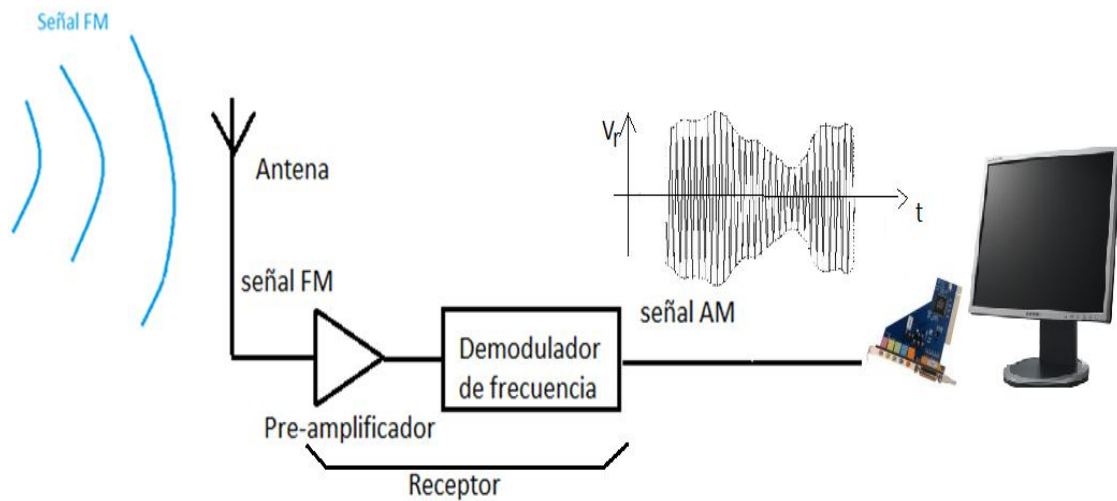 Señal FM
Antena
señal FM
Pre-amplificador
Demodulador
de frecuencia
Receptor
Vr
t
señal AM